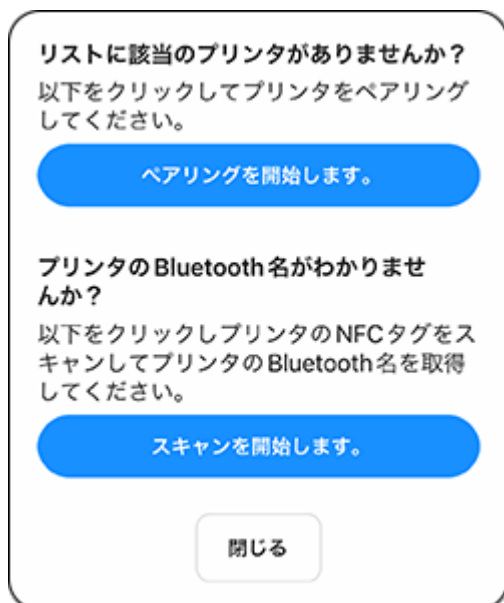 リストに該当のプリンタがありませんか？
以下をクリックしてプリンタをペアリング
してください。
ペアリングを開始します。
プリンタのBluetooth名がわかりませ
んか？
以下をクリックしプリンタのNFCタグをス
キャンしてプリンタのBluetooth名を取得
してください。
スキャンを開始します。
閉じる